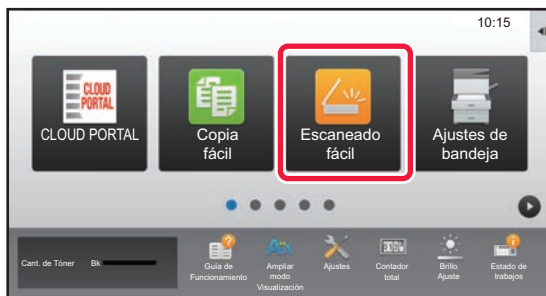 10:15
CLOUD
PORTAL
CLOUD PORTAL
Copia
fácil
Escaneado
fácil
Ajustes de
bandeja
Cant. de Tóner Bk
Guía de
Funcionamiento
Ampliar
modo
Visualización
Ajustes
Contador
total
Brillo
Ajuste
Estado de
trabajos